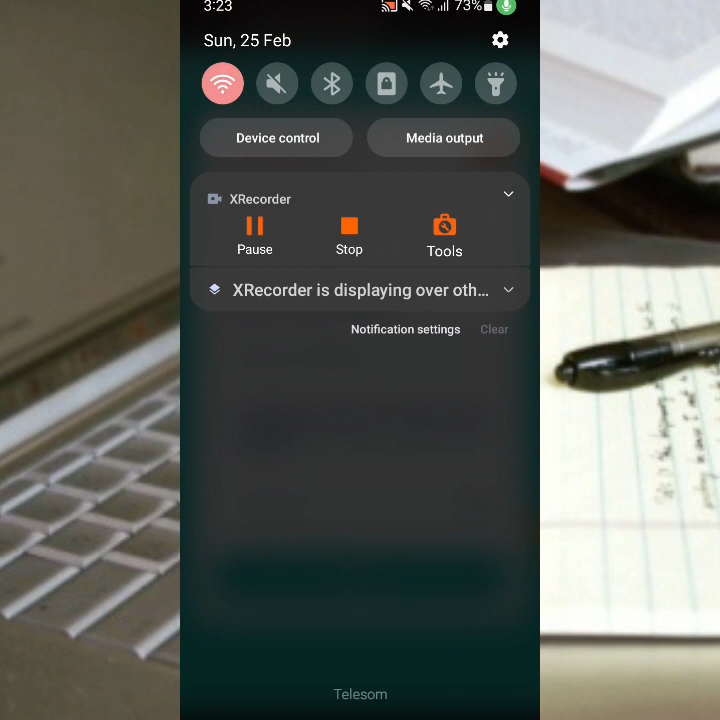 3:23
73%
Sun, 25 Feb
Device control
Media output
XRecorder
Pause
Stop
Tools
XRecorder is displaying over oth...
Notification settings
Clear
Telesom